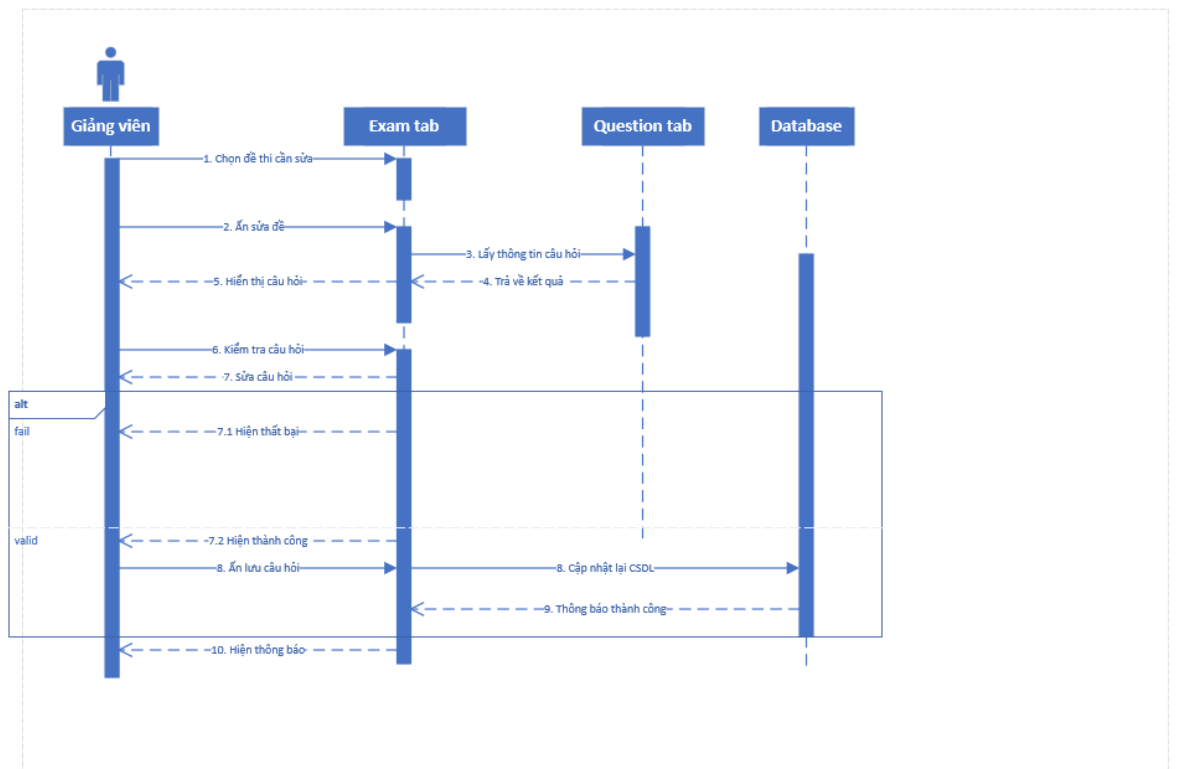 Giảng viên
Exam tab
Question tab
Database
1. Chọn đề thi cần sửa
2. Ấn sửa đề
3. Lấy thông tin câu hỏi
5. Hiển thị câu hỏi
4. Trả về kết quả
6. Kiểm tra câu hỏi
7. Sửa câu hỏi
alt
fail
7.1 Hiện thất bại
valid
7.2 Hiện thành công
8. Ấn lưu câu hỏi
8. Cập nhật lại CSDL
9. Thông báo thành công
10. Hiện thông báo